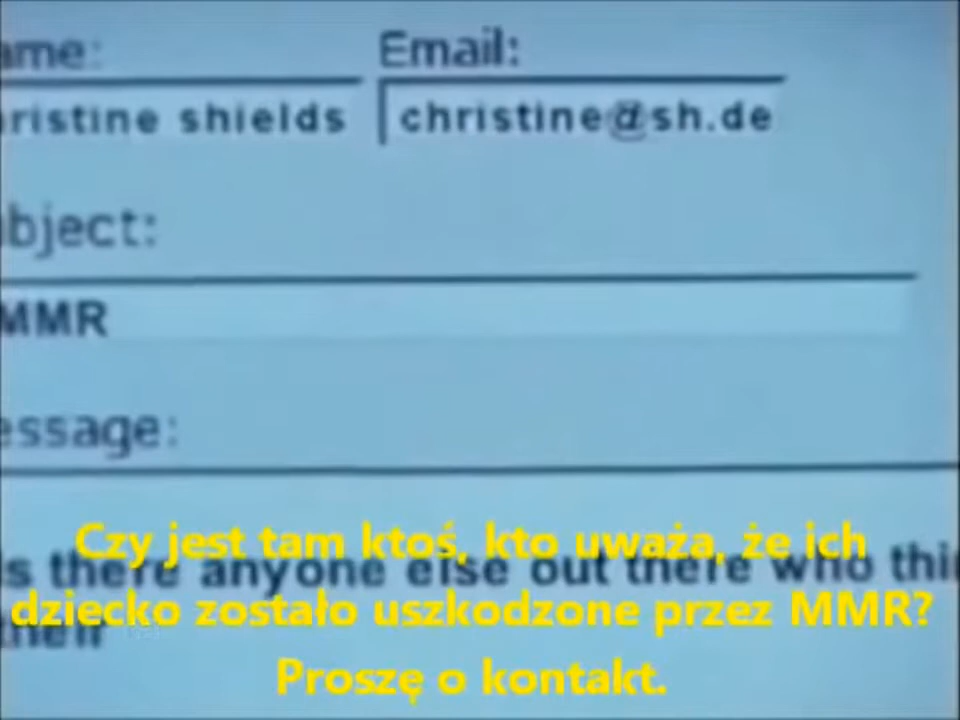 ame: Email:
ristine shields christine@sh.de
bject:
MMR
essage:
Czy jest tam ktoś, kto uważa, że ich
s there anyone else out there who thi
dziecko zostało uszkodzone przez MMR?
their
Proszę o kontakt.